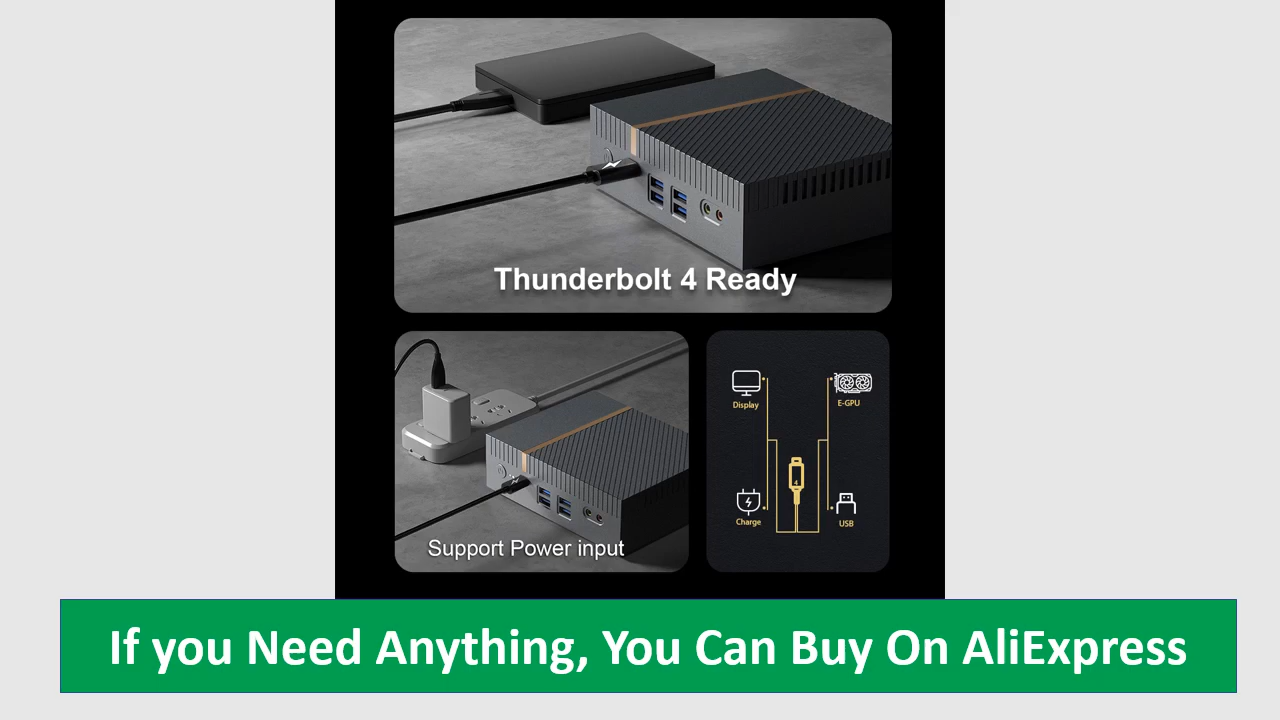 Thunderbolt 4 Ready
Support Power input
Display
E-GPU
4
Charge
USB
If you Need Anything, You Can Buy On AliExpress